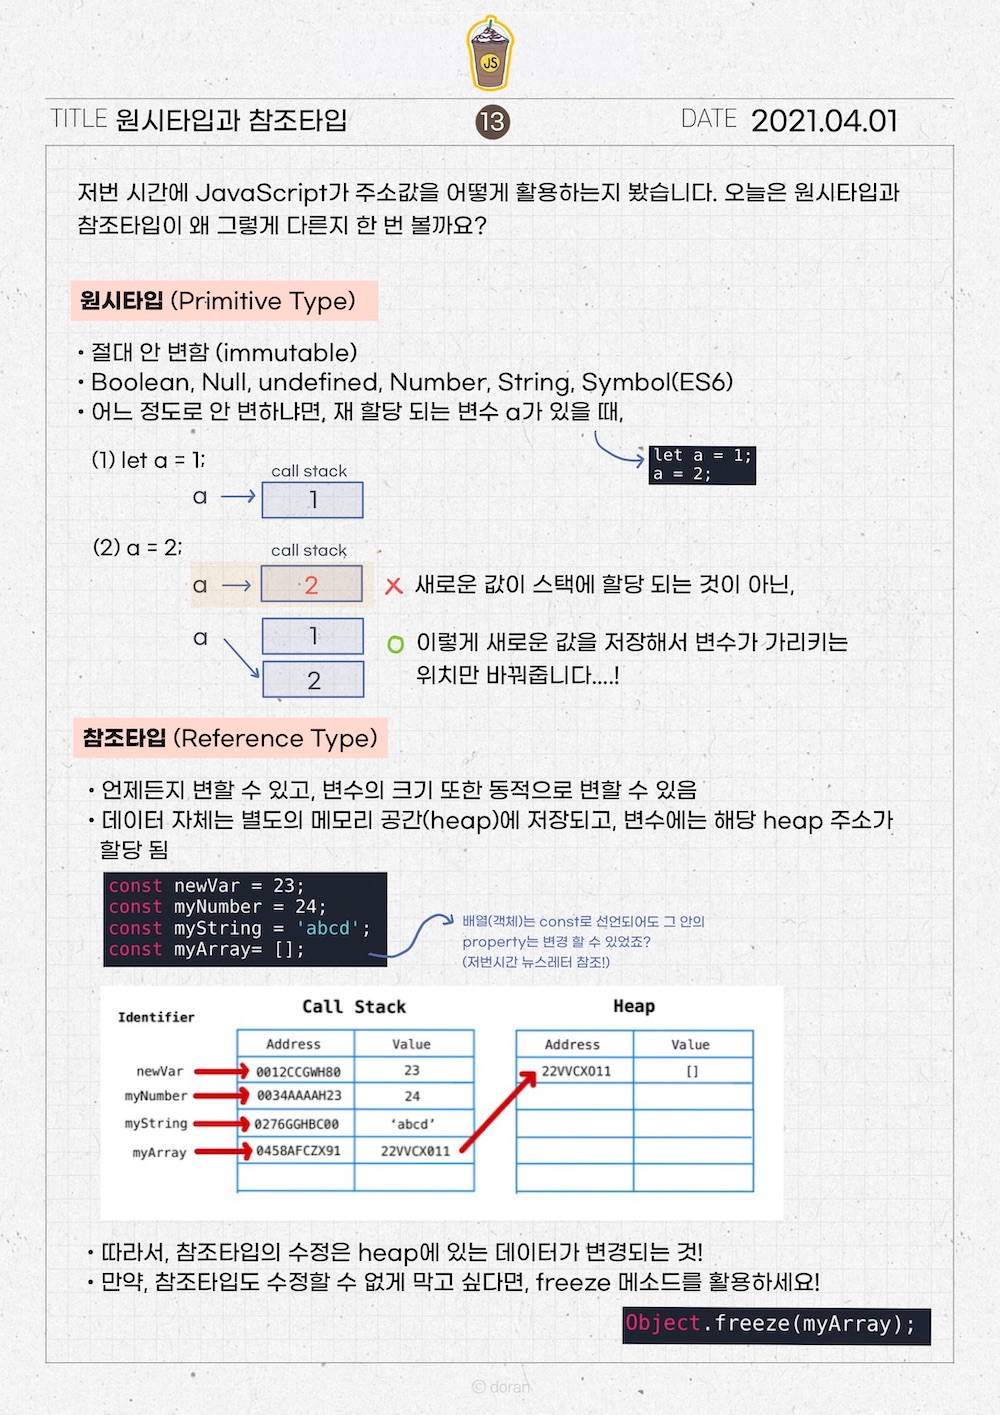 JS
TITLE 원시타입과 참조타입
13
DATE 2021.04.01
저번 시간에 JavaScript가 주소값을 어떻게 활용하는지 봤습니다. 오늘은 원시타입과
참조타입이 왜 그렇게 다른지 한 번 볼까요?
원시타입 (Primitive Type)
• 절대 안 변함 (immutable)
• Boolean, Null, undefined, Number, String, Symbol(ES6)
• 어느 정도로 안 변하냐면, 재 할당 되는 변수 a가 있을 때,
let a = 1;
a = 2;
(1) let a = 1;
call stack
a 1
(2) a = 2;
call stack
a 2 X 새로운 값이 스택에 할당 되는 것이 아닌,
a 1 O 이렇게 새로운 값을 저장해서 변수가 가리키는
2 위치만 바꿔줍니다....!
참조타입 (Reference Type)
• 언제든지 변할 수 있고, 변수의 크기 또한 동적으로 변할 수 있음
• 데이터 자체는 별도의 메모리 공간(heap)에 저장되고, 변수에는 해당 heap 주소가
할당 됨
const newVar = 23;
const myNumber = 24;
const myString = 'abcd';
const myArray= [];
배열(객체)는 const로 선언되어도 그 안의
property는 변경 할 수 있었죠?
(저번시간 뉴스레터 참조!)
Call Stack Heap
Identifier
Address Value Address Value
newVar 0012CCGWH80 23 22VVCX011 []
myNumber 0034AAAAH23 24
myString 0276GGHBC00 ‘abcd’
myArray 0458AFCZX91 22VVCX011
• 따라서, 참조타입의 수정은 heap에 있는 데이터가 변경되는 것!
• 만약, 참조타입도 수정할 수 없게 막고 싶다면, freeze 메소드를 활용하세요!
Object.freeze(myArray);
© doran